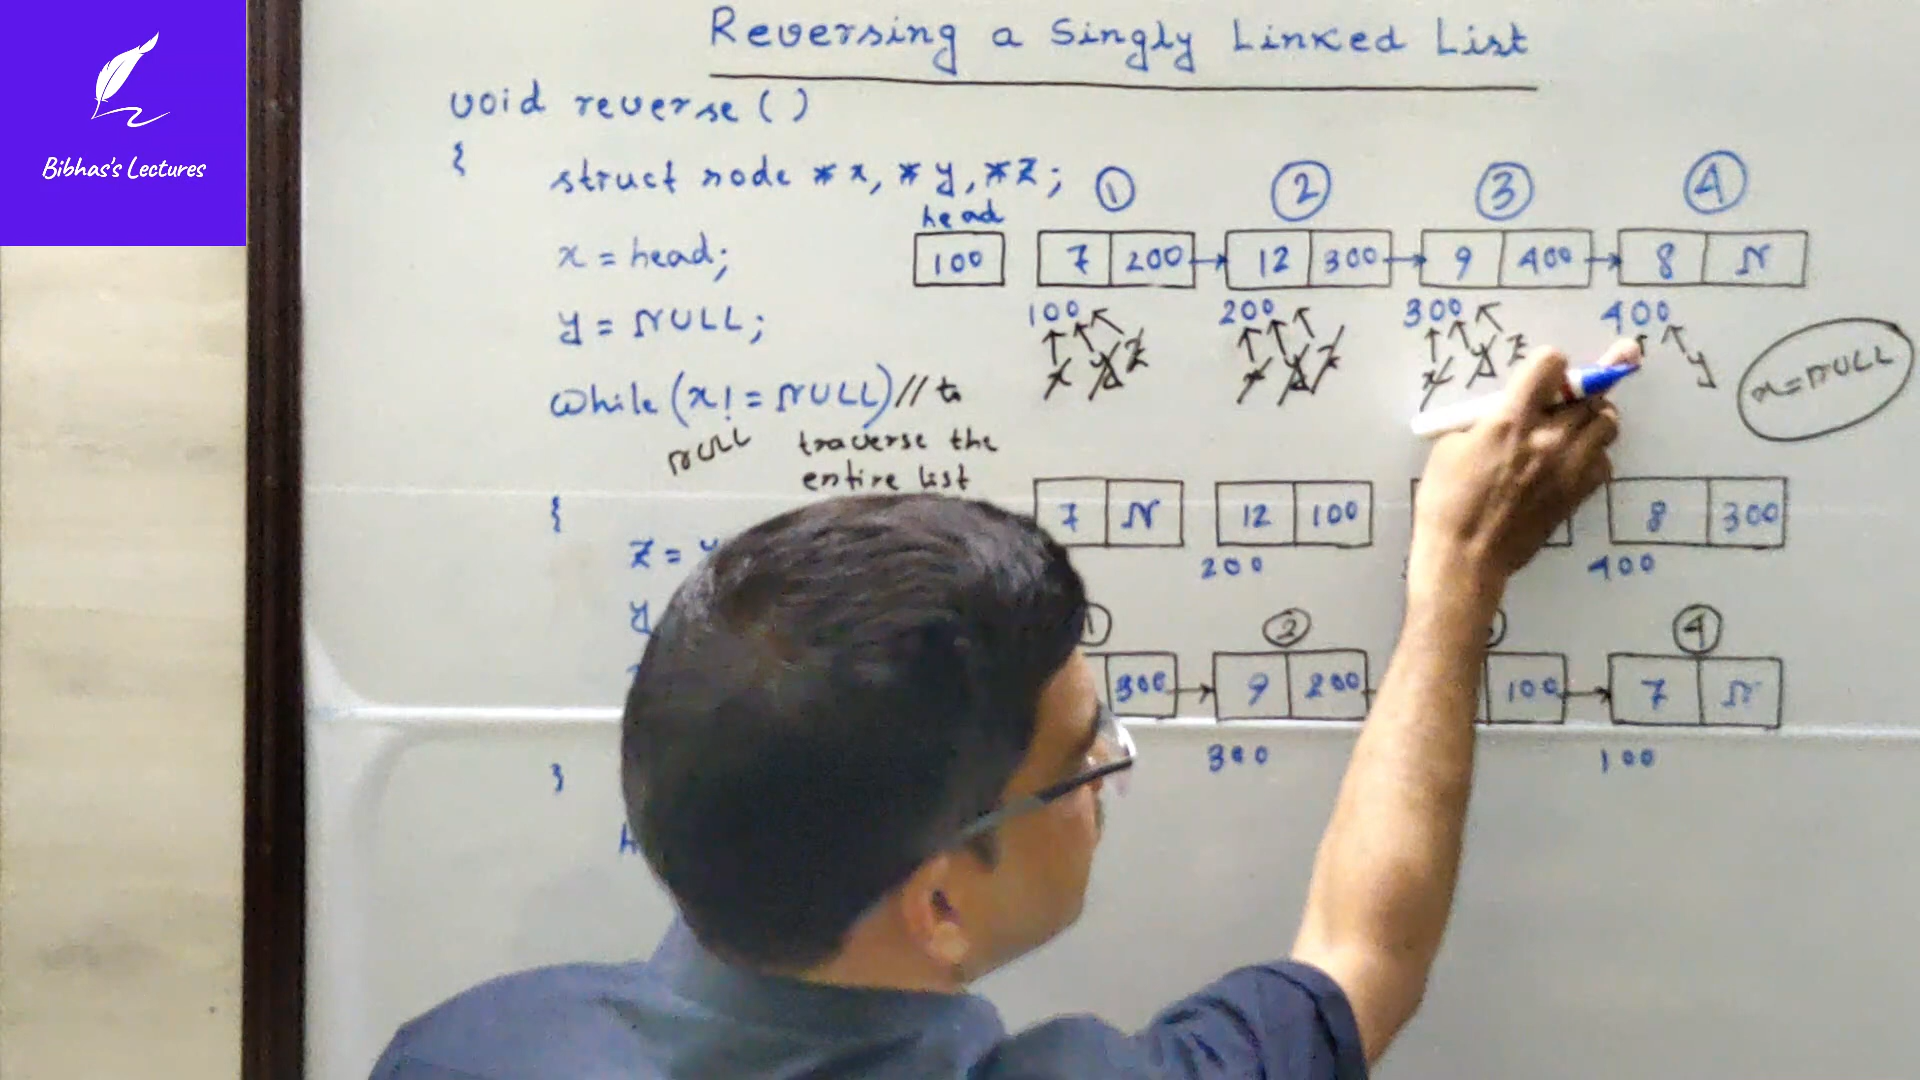 Reversing a Singly Linked List
Bibhas's Lectures
void reverse()
{
struct node *x, *y, *z;
x = head;
y = NULL;
while (x! = NULL) // to
traverse the
entire list
NULL
{
z = y
y
}
h
head
100
1 2 3 4
7 200 12 300 9 400 8 N
100 200 300 400
x y z x y z x y z y
x = NULL
7 N 12 100 8 300
200 400
1 2 4
300 9 200 100 7 N
300 100